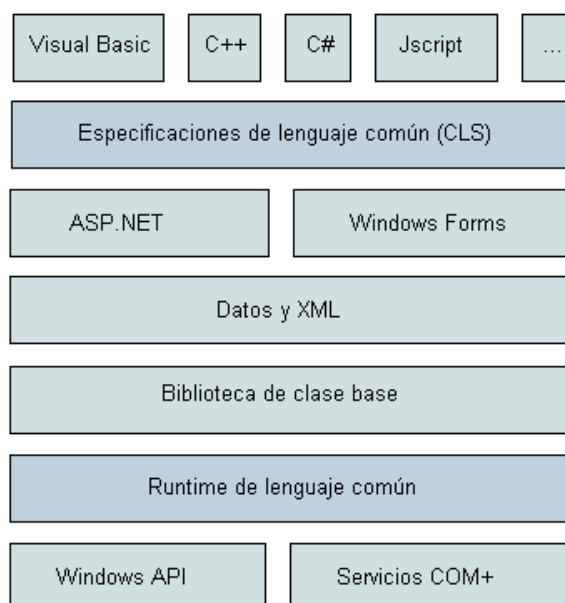 Visual Basic C++ C# Jscript ...
Especificaciones de lenguaje común (CLS)
ASP.NET Windows Forms
Datos y XML
Biblioteca de clase base
Runtime de lenguaje común
Windows API Servicios COM+